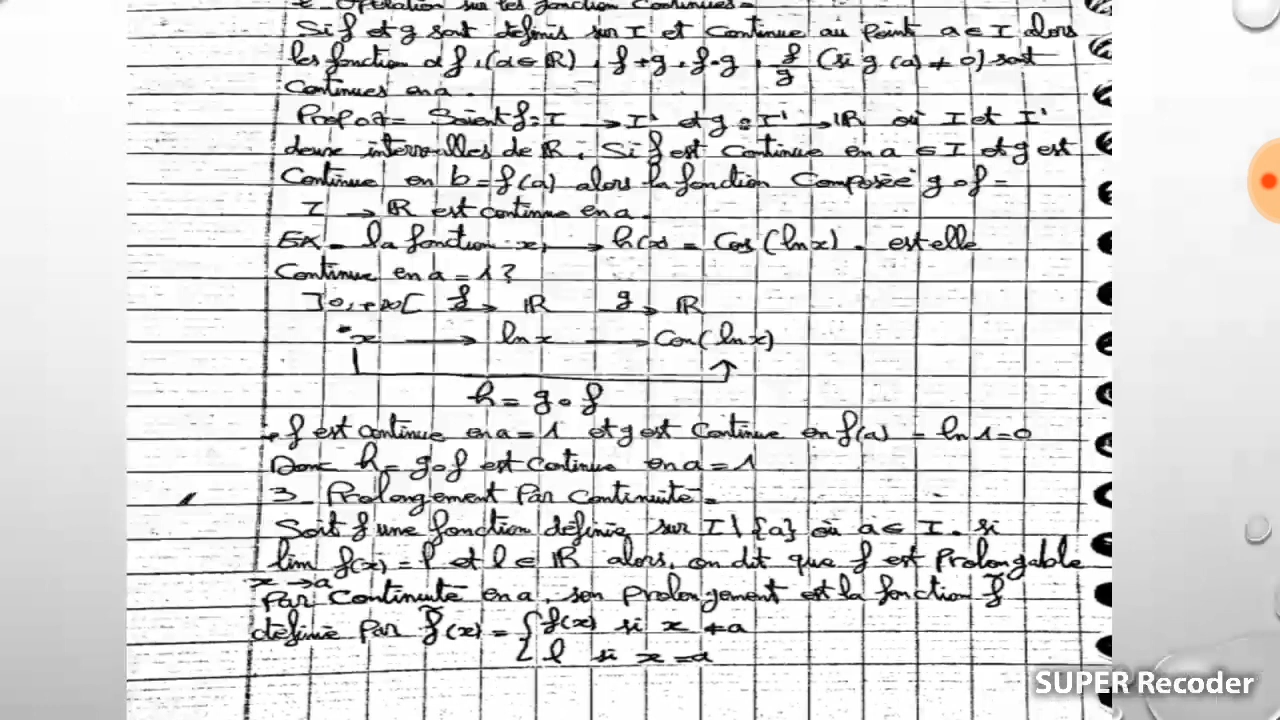 2 - Opération sur les fonction Continues =
Si f et g sont definis sur I et Continue au point a ∈ I alors
les fonction α f, (α ∈ ℝ), f + g, f · g, f/g (si g(a) ≠ 0) sont
Continues en a.
Propo = Soient f : I → I' et g : I' → ℝ où I et I'
deux intervalles de ℝ. Si f est Continue en a ∈ I et g est
Continue en b = f(a) alors la fonction Composée g ∘ f =
I → ℝ est continue en a.
EX - la fonction x → h(x) = Cos(ln x). est elle
Continue en a = 1 ?
]0, +∞[ f→ ℝ g→ ℝ
x → ln x → Cos(ln x)
h = g ∘ f
. f est continue en a = 1 et g est Continue en f(a) = ln 1 = 0
Donc h = g ∘ f est Continue en a = 1
3 - Prolongement Par Continuité =
Soit f une fonction définie sur I \ {a} où a ∈ I. si
lim f(x) = l et l ∈ ℝ alors, on dit que f est Prolongable
x → a
Par Continuité en a, son prolongement est la fonction f̃
définie Par f̃(x) = { f(x) si x ≠ a
l si x = a
SUPER Recoder